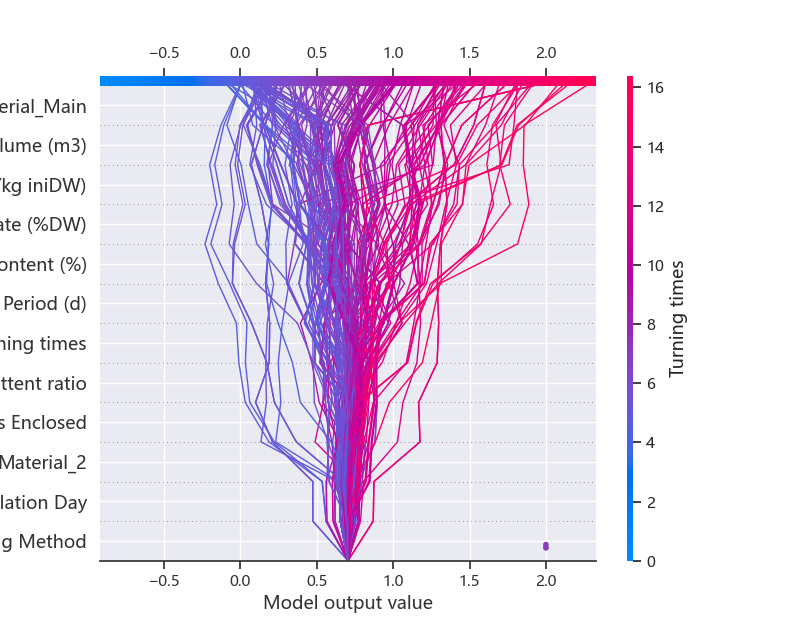 −0.5 0.0 0.5 1.0 1.5 2.0
erial_Main
lume (m3)
/kg iniDW)
ate (%DW)
ontent (%)
Period (d)
ning times
ttent ratio
s Enclosed
Material_2
lation Day
g Method
−0.5 0.0 0.5 1.0 1.5 2.0
Model output value
16
14
12
10
8
6
4
2
0
Turning times